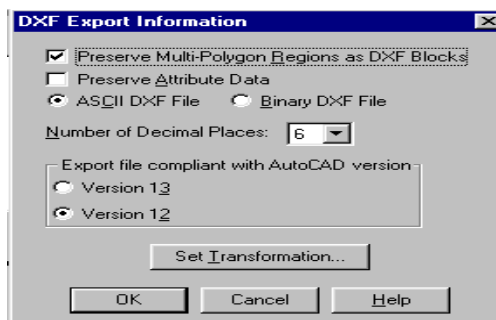 DXF Export Information
Preserve Multi-Polygon Regions as DXF Blocks
Preserve Attribute Data
ASCII DXF File Binary DXF File
Number of Decimal Places: 6
Export file compliant with AutoCAD version
Version 13
Version 12
Set Transformation...
OK Cancel Help